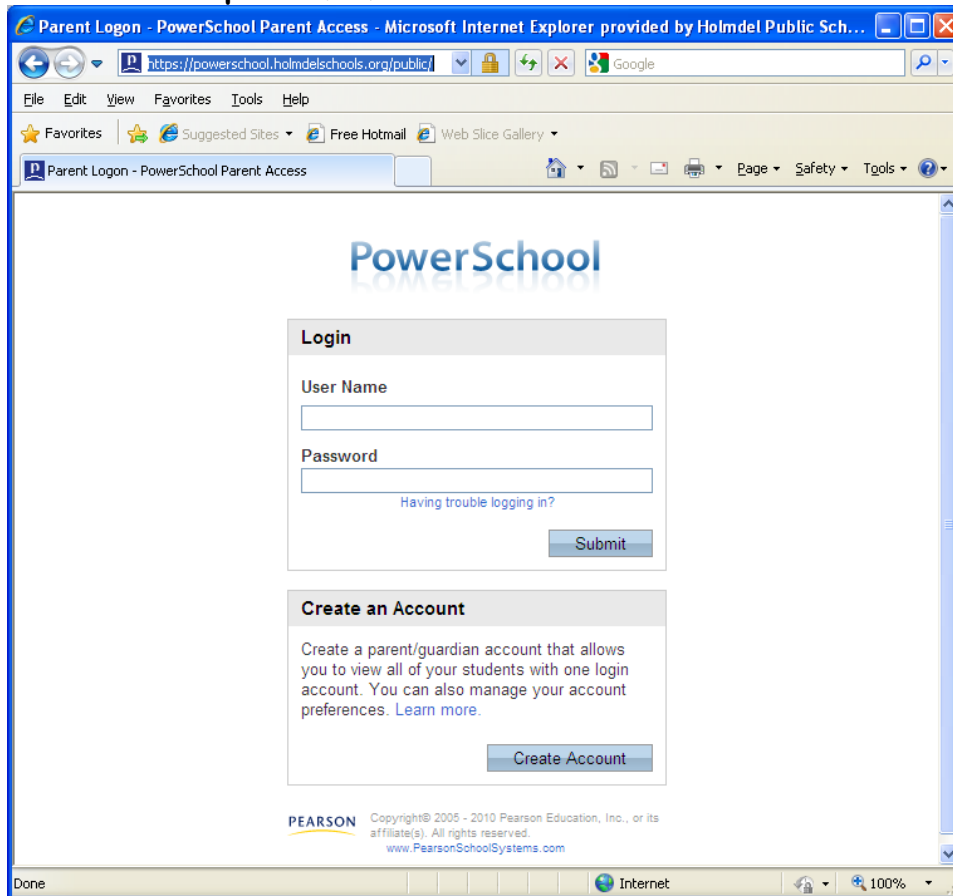 Parent Logon - PowerSchool Parent Access - Microsoft Internet Explorer provided by Holmdel Public Sch...
https://powerschool.holmdelschools.org/public/
Google
File Edit View Favorites Tools Help
Favorites Suggested Sites Free Hotmail Web Slice Gallery
Parent Logon - PowerSchool Parent Access
Page Safety Tools
PowerSchool
Login
User Name
Password
Having trouble logging in?
Submit
Create an Account
Create a parent/guardian account that allows
you to view all of your students with one login
account. You can also manage your account
preferences. Learn more.
Create Account
PEARSON
Copyright© 2005 - 2010 Pearson Education, Inc., or its
affiliate(s). All rights reserved.
www.PearsonSchoolSystems.com
Done Internet 100%